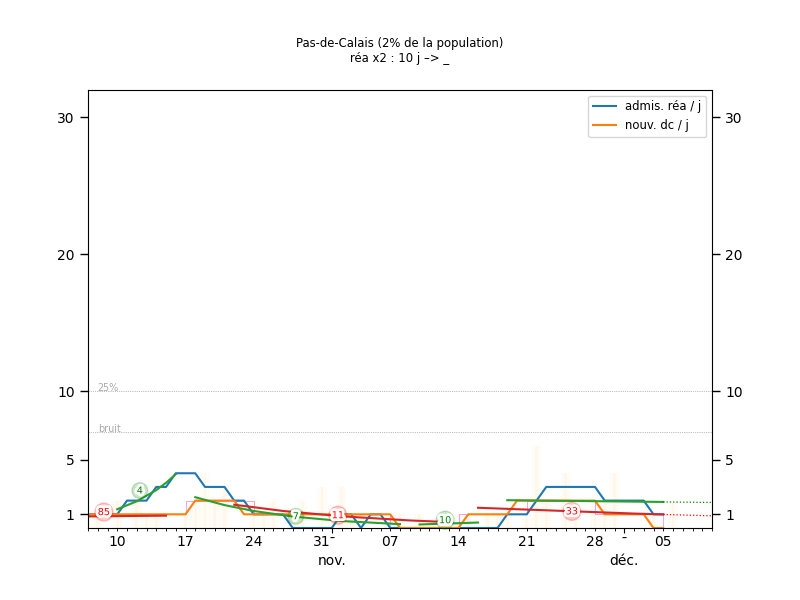 Pas-de-Calais (2% de la population)
réa x2 : 10 j –> _
admis. réa / j
nouv. dc / j
30 30
20 20
25%
10 10
bruit
5 5
1 1
85 4 7 11 10 33
10 17 24 31 07 14 21 28 - 05
nov. déc.